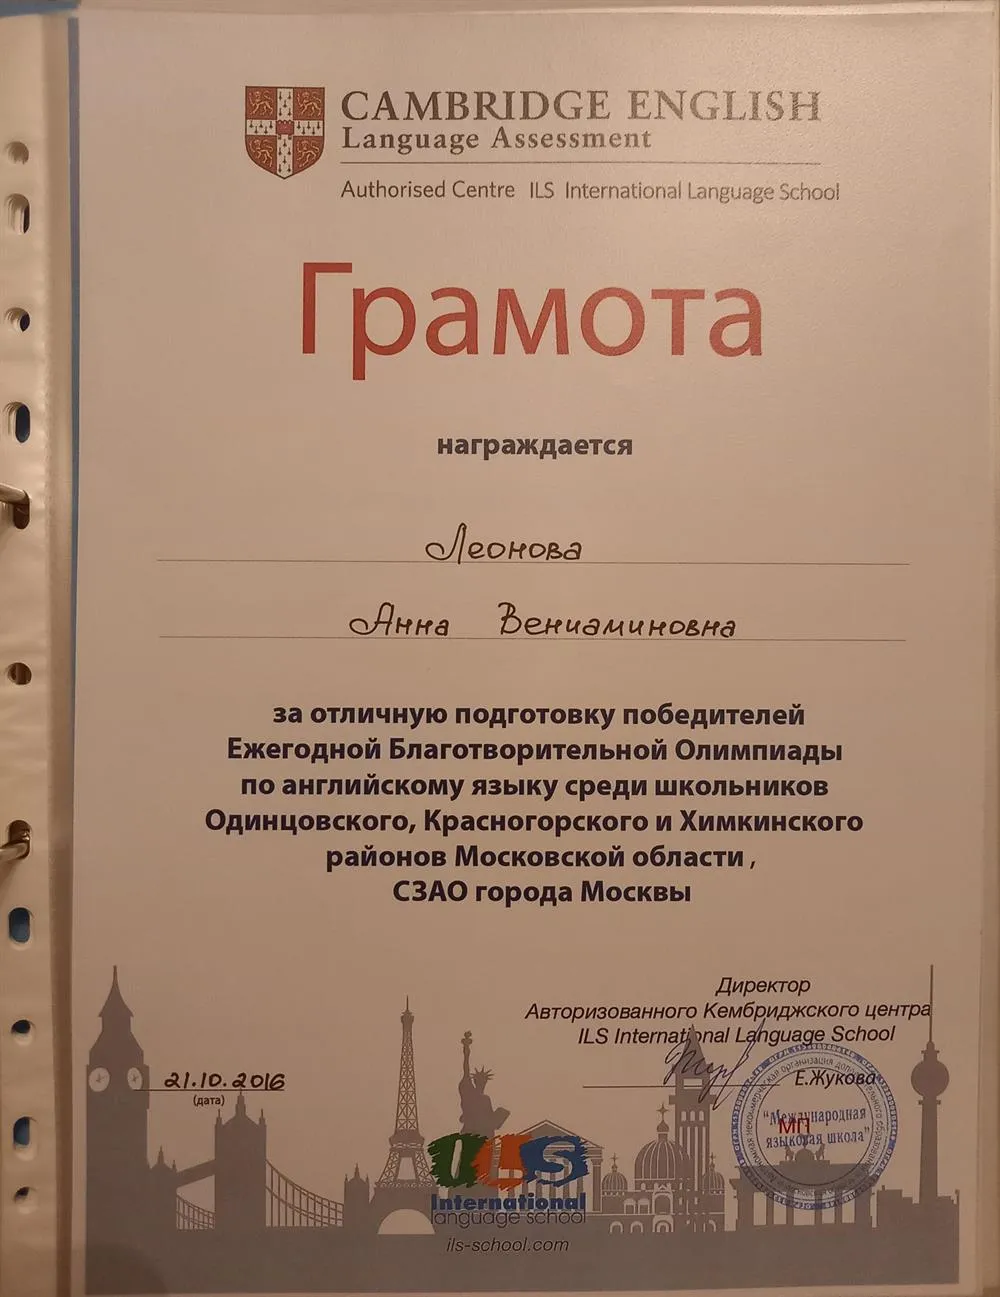 CAMBRIDGE ENGLISH
Language Assessment
Authorised Centre ILS International Language School
Грамота
награждается
Леонова
Анна Вениаминовна
за отличную подготовку победителей
Ежегодной Благотворительной Олимпиады
по английскому языку среди школьников
Одинцовского, Красногорского и Химкинского
районов Московской области ,
СЗАО города Москвы
Директор
Авторизованного Кембриджского центра
ILS International Language School
21.10.2016
(дата)
Е.Жукова
МП
"Международная
языковая школа"
ILS
International
language school
ils-school.com